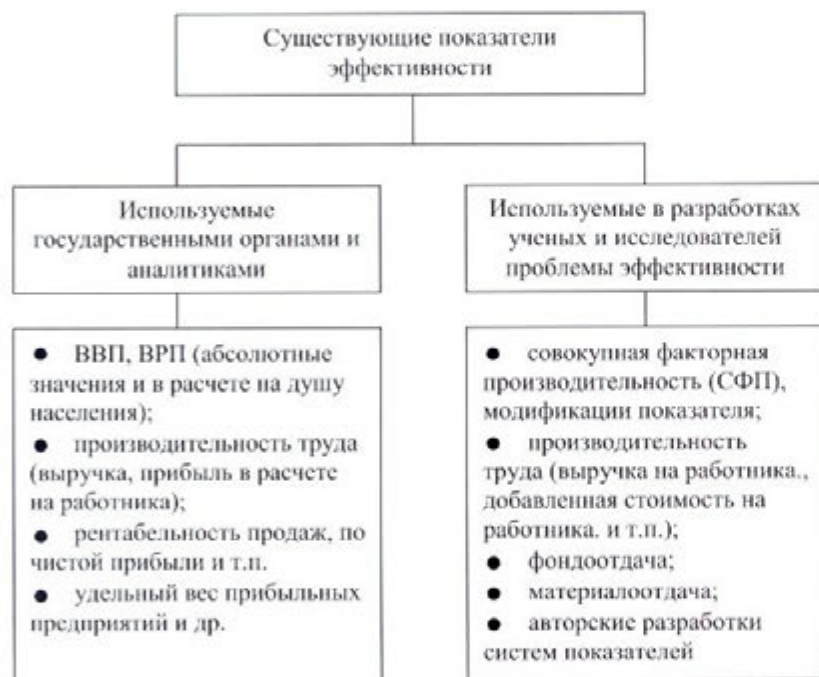 Существующие показатели
эффективности
Используемые
государственными органами и
аналитиками
Используемые в разработках
ученых и исследователей
проблемы эффективности
● ВВП, ВРП (абсолютные
значения и в расчете на душу
населения);
● производительность труда
(выручка, прибыль в расчете
на работника);
● рентабельность продаж, по
чистой прибыли и т.п.
● удельный вес прибыльных
предприятий и др.
● совокупная факторная
производительность (СФП),
модификации показателя;
● производительность
труда (выручка на работника.,
добавленная стоимость на
работника. и т.п.);
● фондоотдача;
● материалоотдача;
● авторские разработки
систем показателей